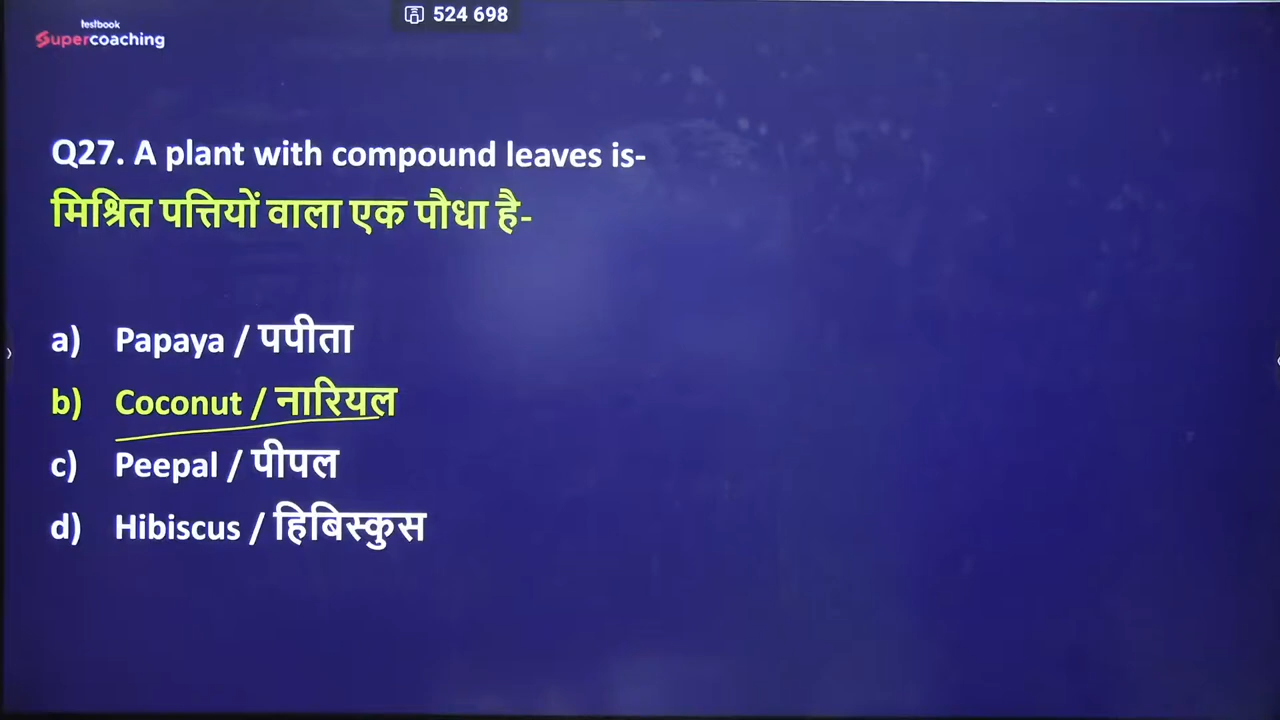 testbook
Supercoaching
524 698
Q27. A plant with compound leaves is-
मिश्रित पत्तियों वाला एक पौधा है-
a) Papaya / पपीता
b) Coconut / नारियल
c) Peepal / पीपल
d) Hibiscus / हिबिस्कुस